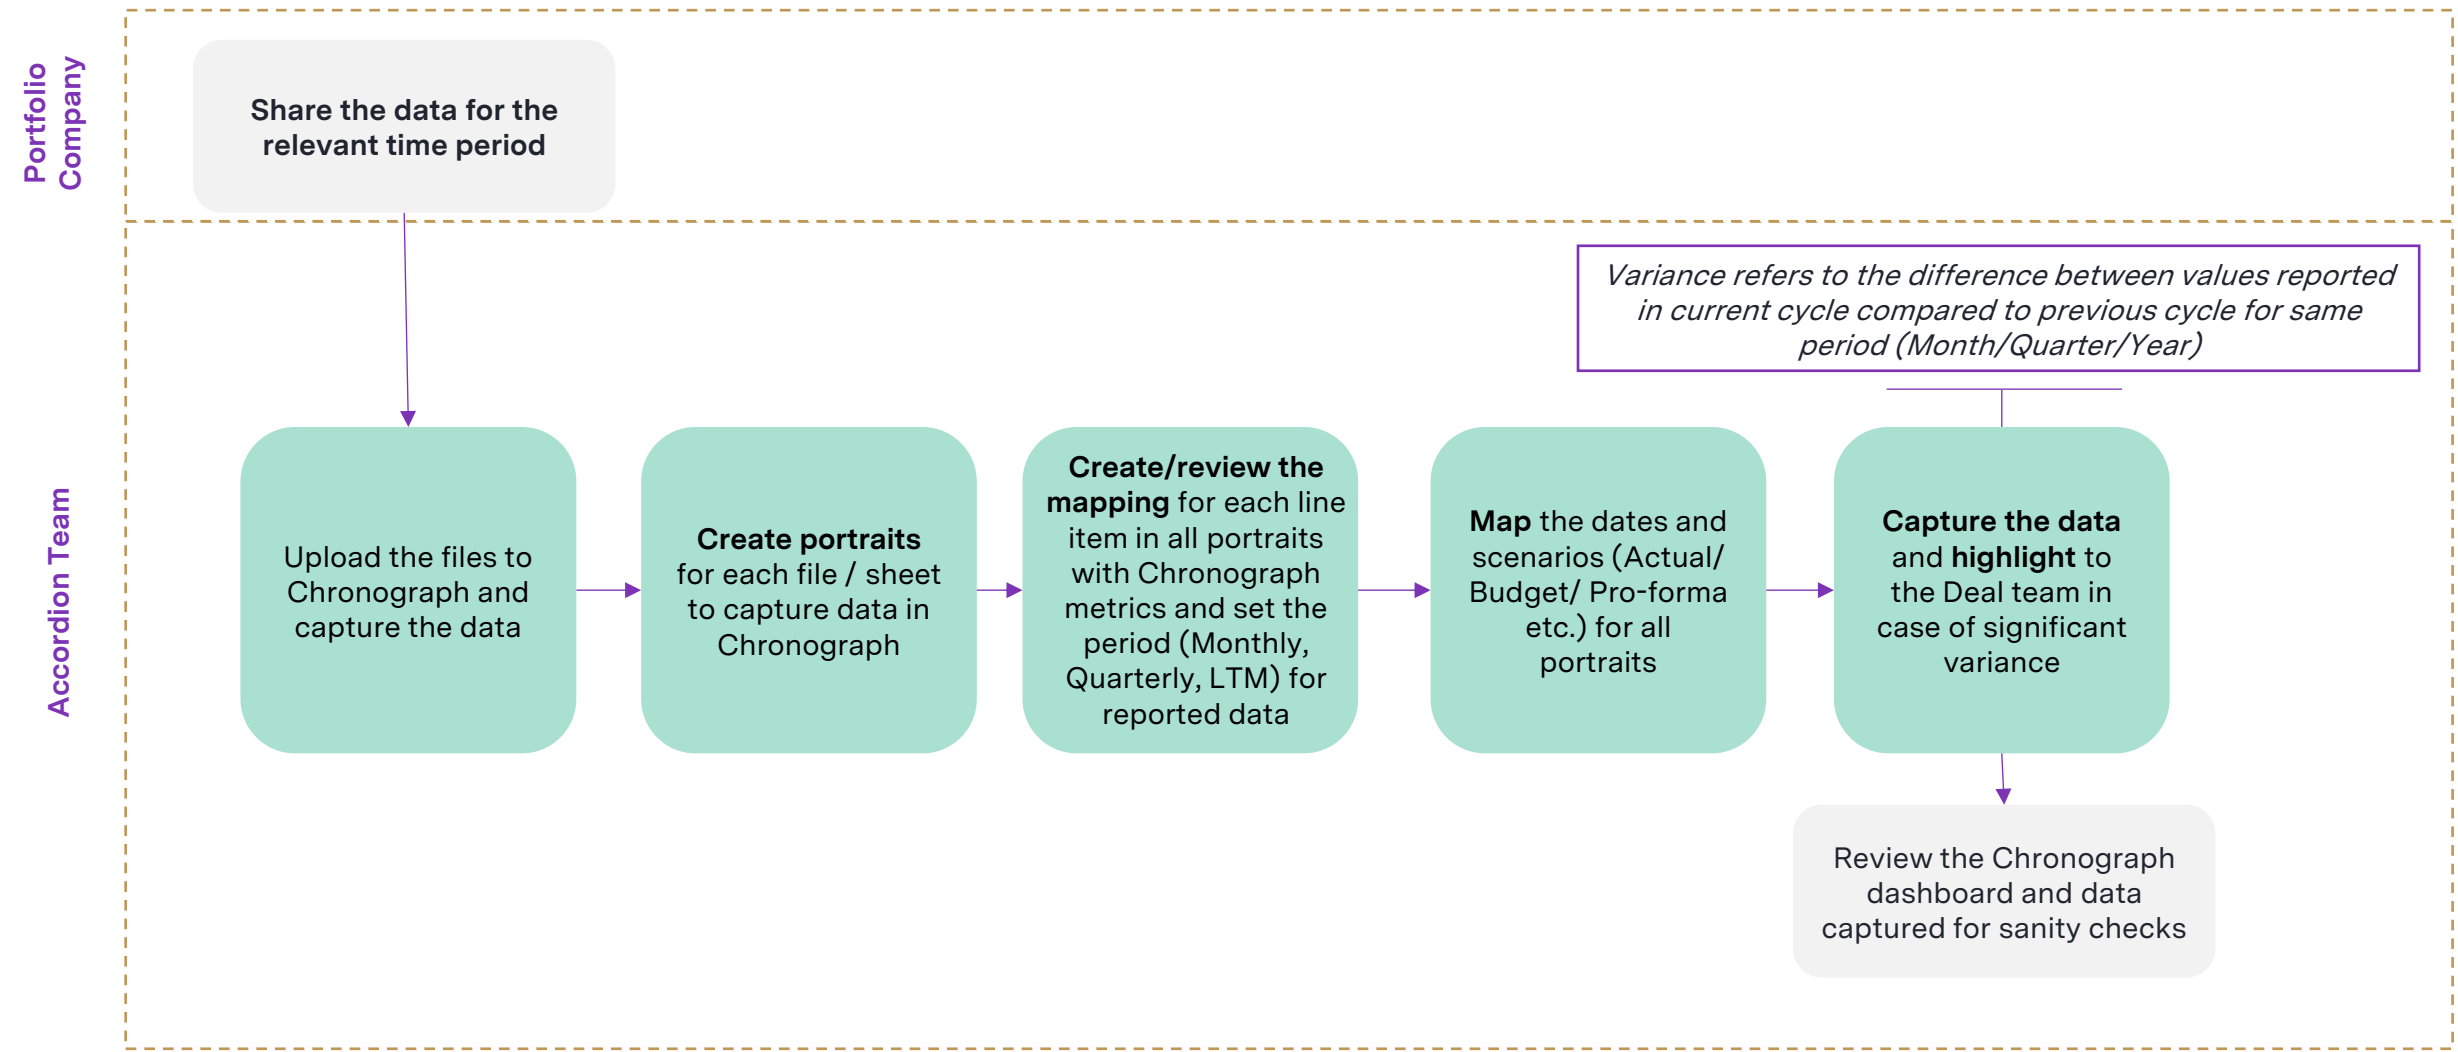 Portfolio
Company
Share the data for the
relevant time period
Accordion Team
Variance refers to the difference between values reported
in current cycle compared to previous cycle for same
period (Month/Quarter/Year)
Upload the files to
Chronograph and
capture the data
Create portraits
for each file / sheet
to capture data in
Chronograph
Create/review the
mapping for each line
item in all portraits
with Chronograph
metrics and set the
period (Monthly,
Quarterly, LTM) for
reported data
Map the dates and
scenarios (Actual/
Budget/ Pro-forma
etc.) for all
portraits
Capture the data
and highlight to
the Deal team in
case of significant
variance
Review the Chronograph
dashboard and data
captured for sanity checks